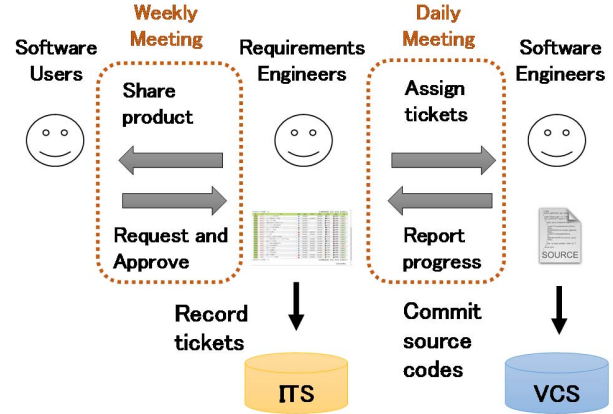 Weekly
Meeting
Daily
Meeting
Software
Users
Requirements
Engineers
Software
Engineers
Share
product
Assign
tickets
Request and
Approve
Report
progress
SOURCE
Record
tickets
Commit
source
codes
ITS
VCS